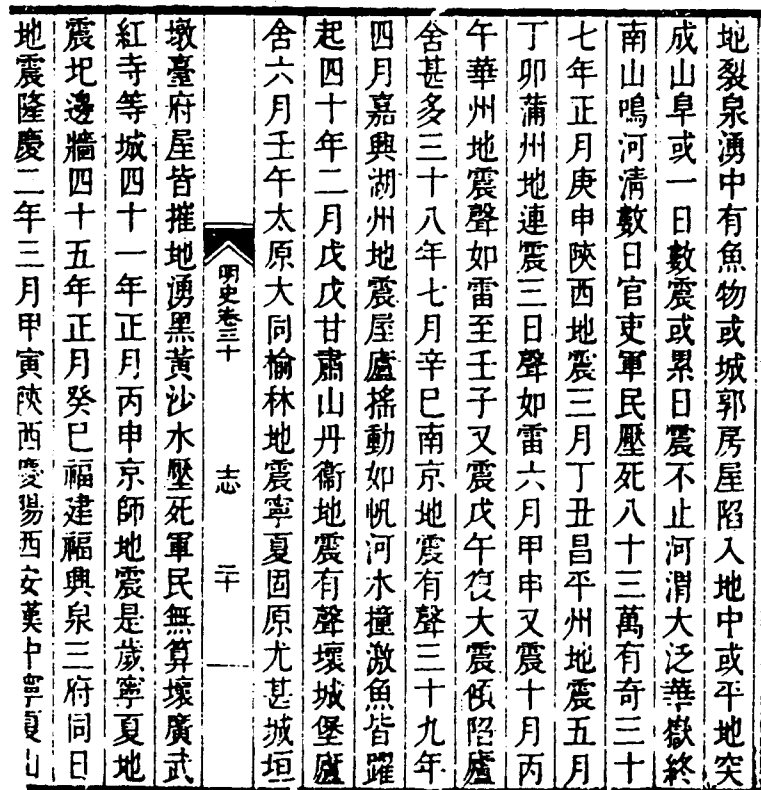 地裂泉湧中有魚物或城郭房屋陷入地中或平地突
成山阜或一日數震或累日震不止河渭大泛華嶽終
南山鳴河清數日官吏軍民壓死八十三萬有奇三十
七年正月庚申陝西地震三月丁丑昌平州地震五月
丁卯蒲州地連震三日聲如雷六月甲申又震十月丙
午華州地震聲如雷至壬子又震戊午復大震傾陷廬
舍甚多三十八年七月辛巳南京地震有聲三十九年
四月嘉興湖州地震屋廬搖動如帆河水撞激魚皆躍
起四十年二月戊戌甘肅山丹衞地震有聲壞城堡廬
舍六月壬午太原大同榆林地震寧夏固原尤甚城垣
明史卷三十 志 二十
墩臺府屋皆摧地湧黑黃沙水壓死軍民無算壞廣武
紅寺等城四十一年正月丙申京師地震是歲寧夏地
震圮邊牆四十五年正月癸巳福建福興泉三府同日
地震隆慶二年三月甲寅陝西慶陽西安漢中寧夏山